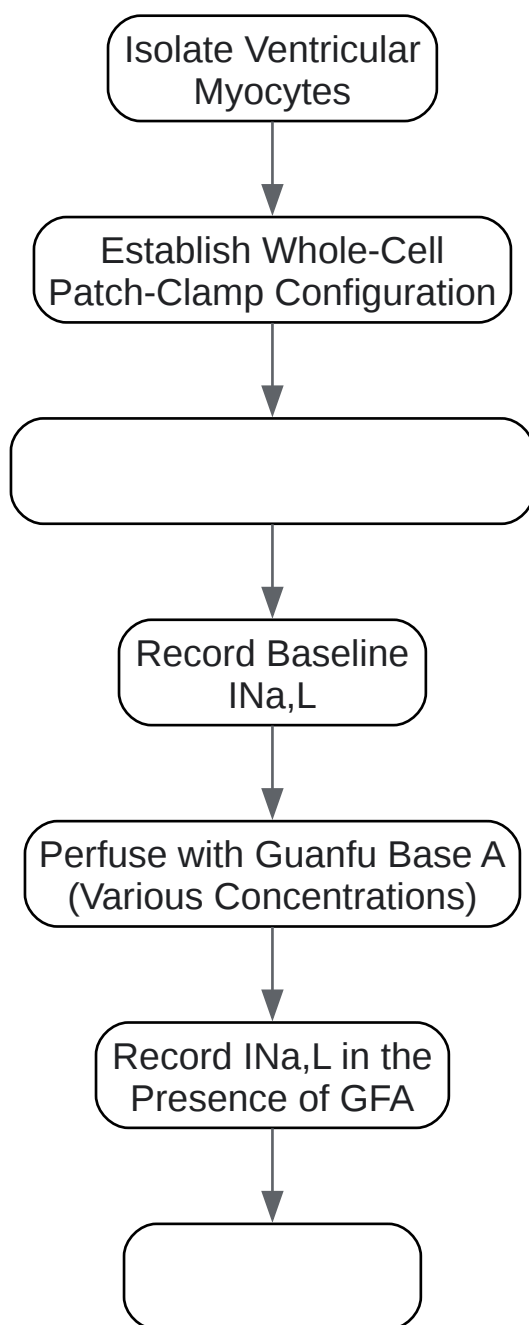 Isolate Ventricular
Myocytes
Establish Whole-Cell
Patch-Clamp Configuration
Record Baseline
INa,L
Perfuse with Guanfu Base A
(Various Concentrations)
Record INa,L in the
Presence of GFA